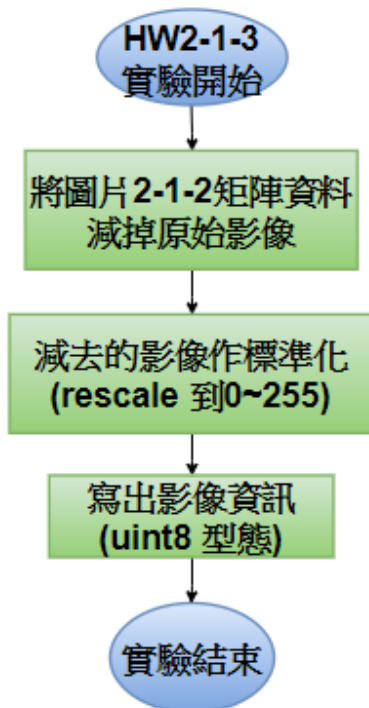 HW2-1-3
實驗開始
將圖片2-1-2矩陣資料
減掉原始影像
減去的影像作標準化
(rescale 到0~255)
寫出影像資訊
(uint8 型態)
實驗結束